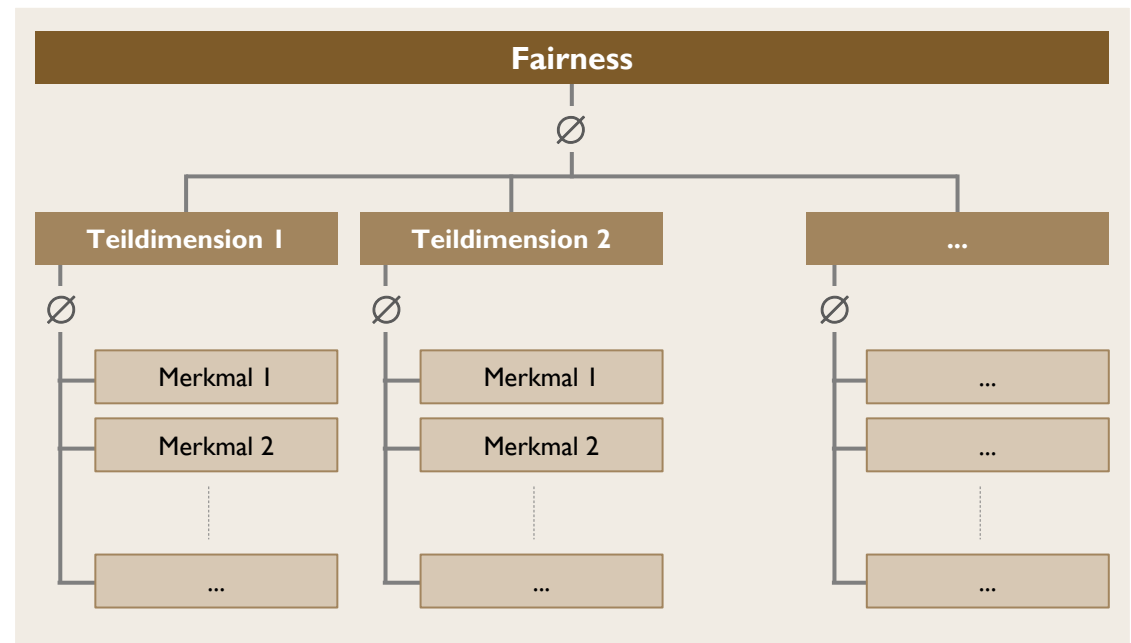 Fairness
Ø
Teildimension 1
Teildimension 2
...
Ø
Ø
Ø
Merkmal 1
Merkmal 1
...
Merkmal 2
Merkmal 2
...
...
...
...